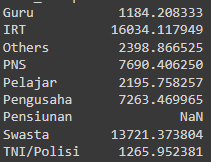 Guru 1184.208333
IRT 16034.117949
Others 2398.866525
PNS 7690.406250
Pelajar 2195.758257
Pengusaha 7263.469965
Pensiunan NaN
Swasta 13721.373804
TNI/Polisi 1265.952381